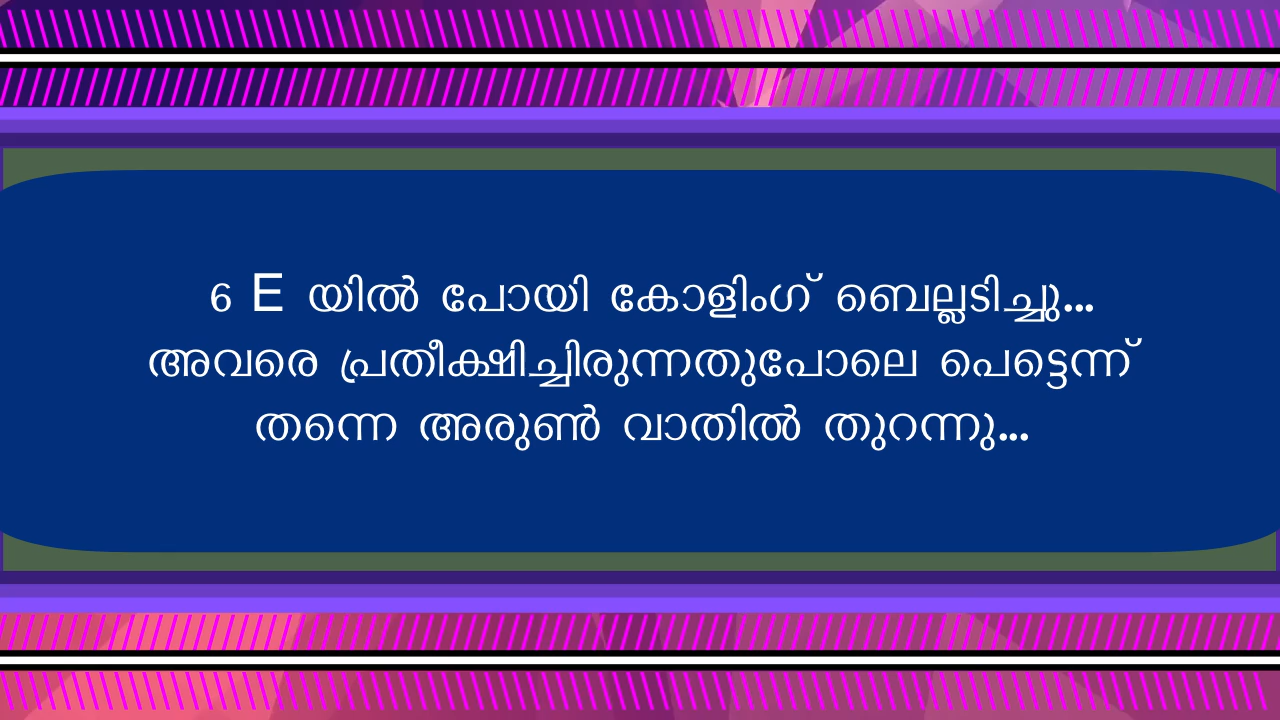 6 E യിൽ പോയി കോളിംഗ് ബെല്ലടിച്ചു...
അവരെ പ്രതീക്ഷിച്ചിരുന്നതുപോലെ പെട്ടെന്ന്
തന്നെ അരുൺ വാതിൽ തുറന്നു...